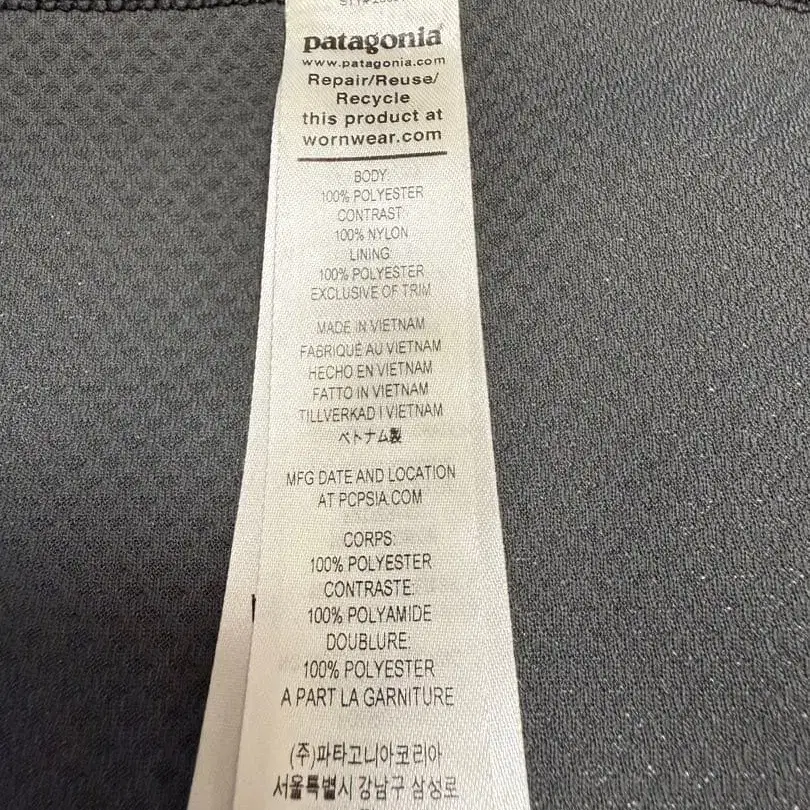 patagonia
www.patagonia.com
Repair/Reuse/
Recycle
this product at
wornwear.com
BODY:
100% POLYESTER
CONTRAST:
100% NYLON
LINING:
100% POLYESTER
EXCLUSIVE OF TRIM
MADE IN VIETNAM
FABRIQUÉ AU VIETNAM
HECHO EN VIETNAM
FATTO IN VIETNAM
TILLVERKAD I VIETNAM
ベトナム製
MFG DATE AND LOCATION
AT PCPSIA.COM
CORPS:
100% POLYESTER
CONTRASTE:
100% POLYAMIDE
DOUBLURE:
100% POLYESTER
A PART LA GARNITURE
(주)파타고니아코리아
서울특별시 강남구 삼성로